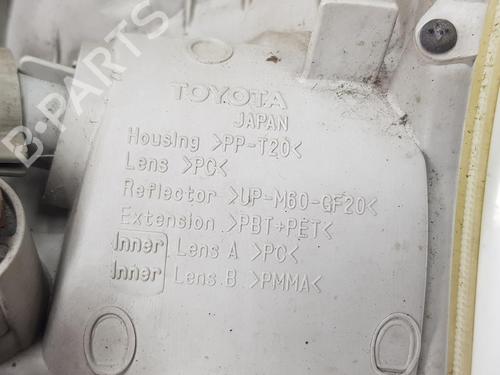 TOYOTA
JAPAN
Housing >PP-T20<
Lens >PC<
Reflector >UP-M60-GF20<
Extension >PBT+PET<
Inner Lens A >PC<
Inner Lens B >PMMA<
B-PARTS